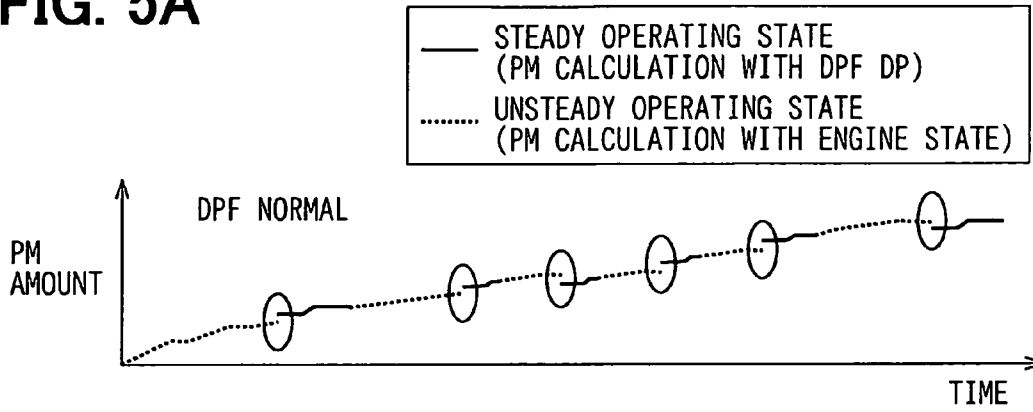 FIG. 5A
STEADY OPERATING STATE
(PM CALCULATION WITH DPF DP)
UNSTEADY OPERATING STATE
(PM CALCULATION WITH ENGINE STATE)
DPF NORMAL
PM
AMOUNT
TIME